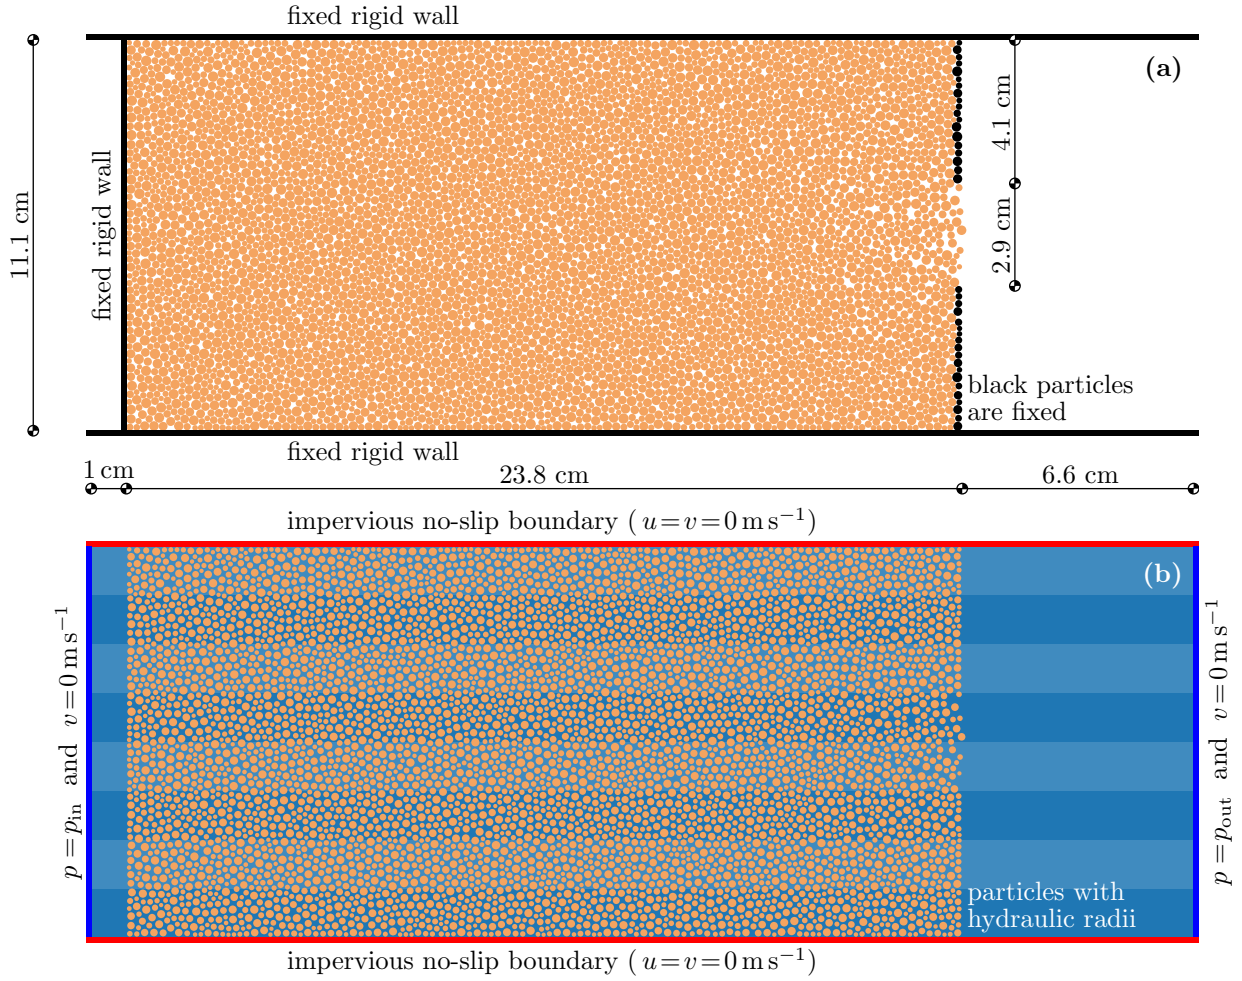 fixed rigid wall
(a)
4.1 cm
fixed rigid wall
11.1 cm
2.9 cm
black particles
are fixed
fixed rigid wall
1 cm
23.8 cm
6.6 cm
impervious no-slip boundary ( u=v=0 m s⁻¹)
(b)
p=p_in and v=0 m s⁻¹
p=p_out and v=0 m s⁻¹
particles with
hydraulic radii
impervious no-slip boundary ( u=v=0 m s⁻¹)